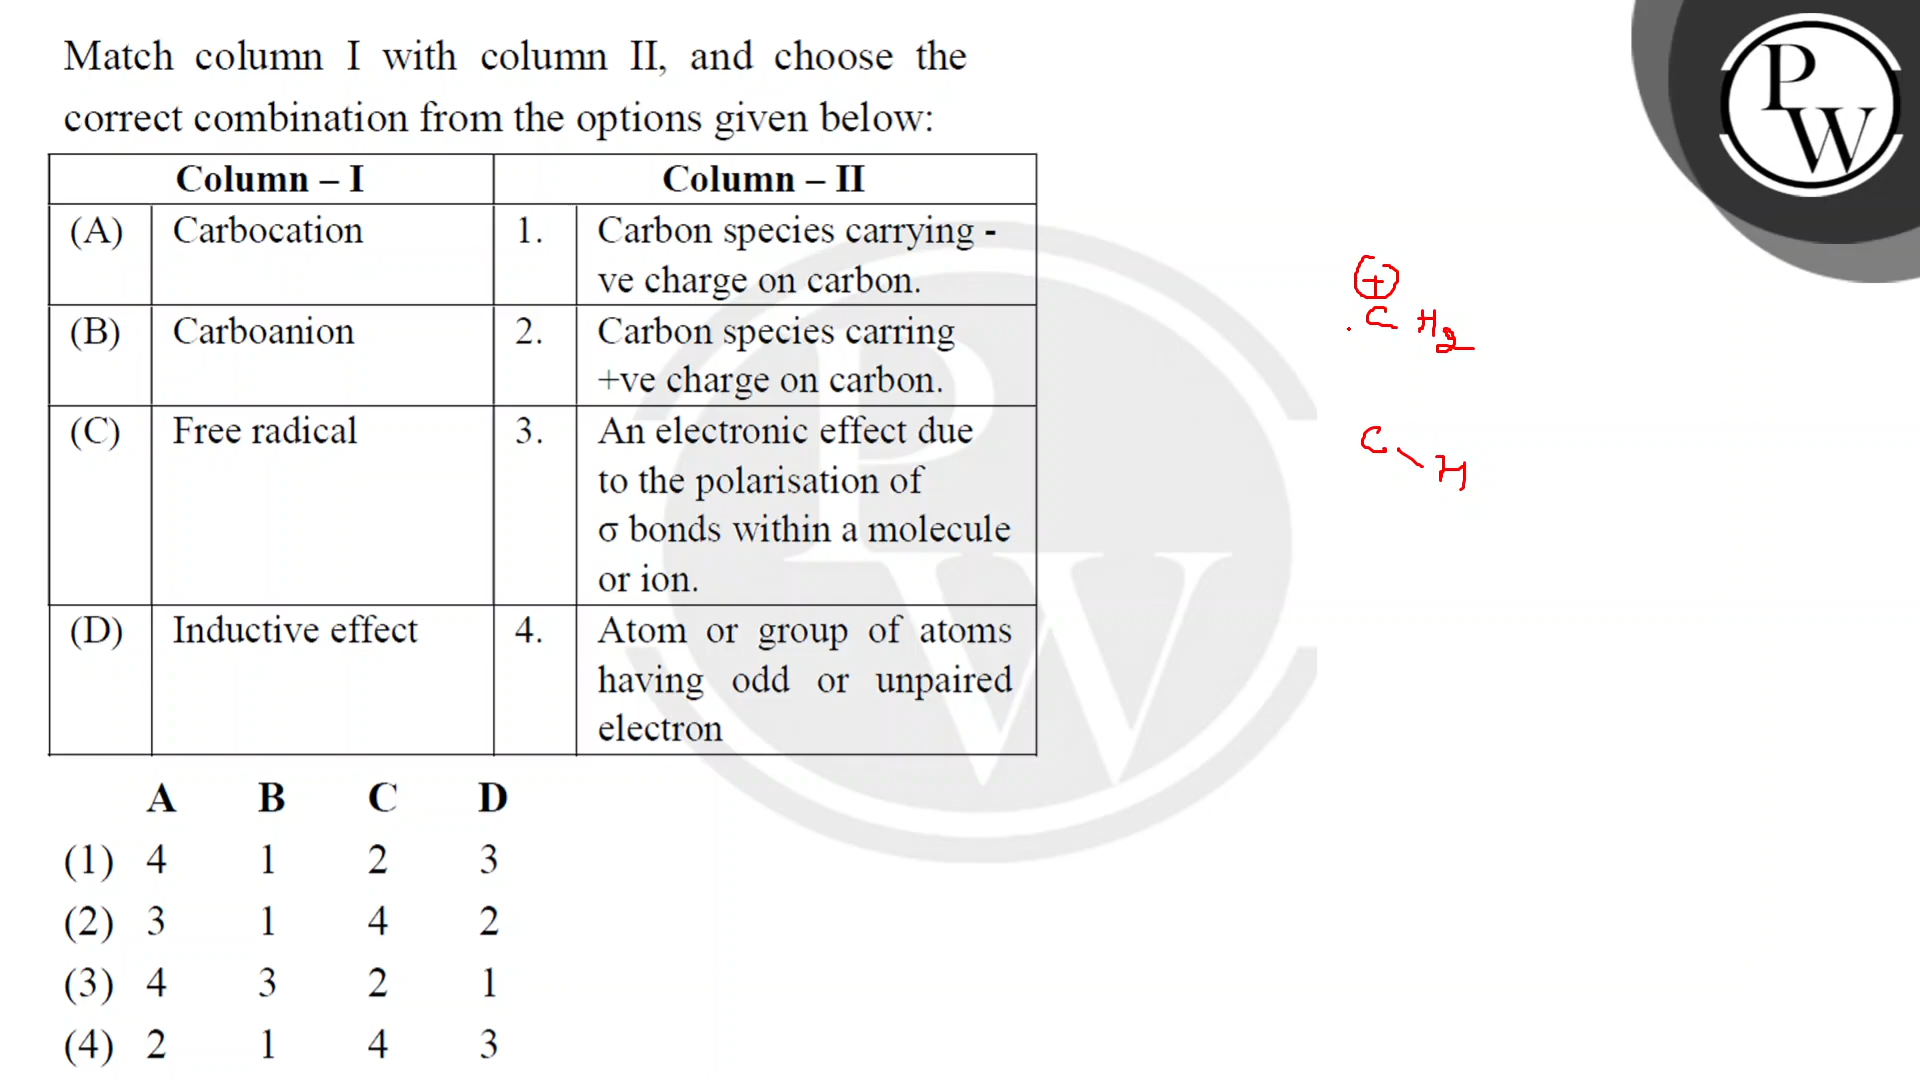 Match column I with column II, and choose the
correct combination from the options given below:
Column – I Column – II
(A) Carbocation 1. Carbon species carrying -
ve charge on carbon.
(B) Carboanion 2. Carbon species carring
+ve charge on carbon.
(C) Free radical 3. An electronic effect due
to the polarisation of
σ bonds within a molecule
or ion.
(D) Inductive effect 4. Atom or group of atoms
having odd or unpaired
electron
A B C D
(1) 4 1 2 3
(2) 3 1 4 2
(3) 4 3 2 1
(4) 2 1 4 3
+
C H2
C H
P
W
P
W